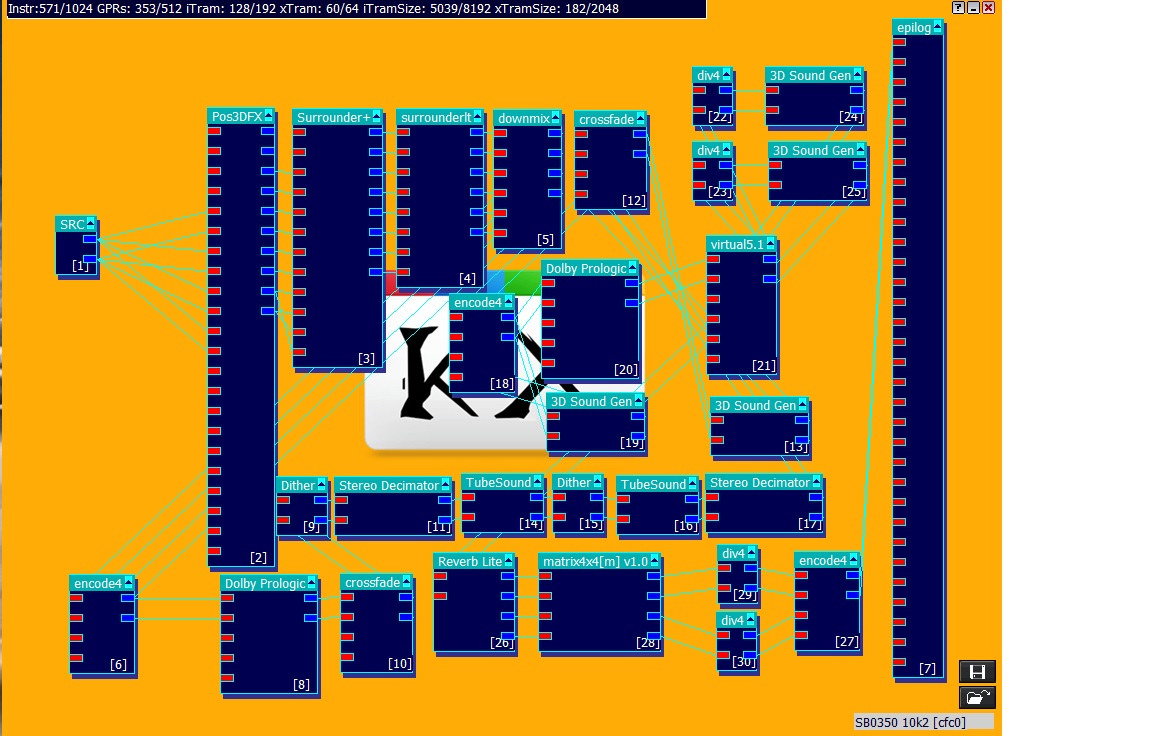 Instr:571/1024 GPRs: 353/512 iTram: 128/192 xTram: 60/64 iTramSize: 5039/8192 xTramSize: 182/2048
epilog
[7]
div4
[22]
3D Sound Gen
[24]
div4
[23]
3D Sound Gen
[25]
Pos3DFX
[2]
Surrounder+
[3]
surrounderlt
[4]
downmix
[5]
crossfade
[12]
SRC
[1]
virtual5.1
[21]
Dolby Prologic
[20]
encode4
[18]
kX
3D Sound Gen
[19]
3D Sound Gen
[13]
Dither
[9]
Stereo Decimator
[11]
TubeSound
[14]
Dither
[15]
TubeSound
[16]
Stereo Decimator
[17]
encode4
[6]
Dolby Prologic
[8]
crossfade
[10]
Reverb Lite
[26]
matrix4x4[m] v1.0
[28]
div4
[29]
div4
[30]
encode4
[27]
SB0350 10k2 [cfc0]